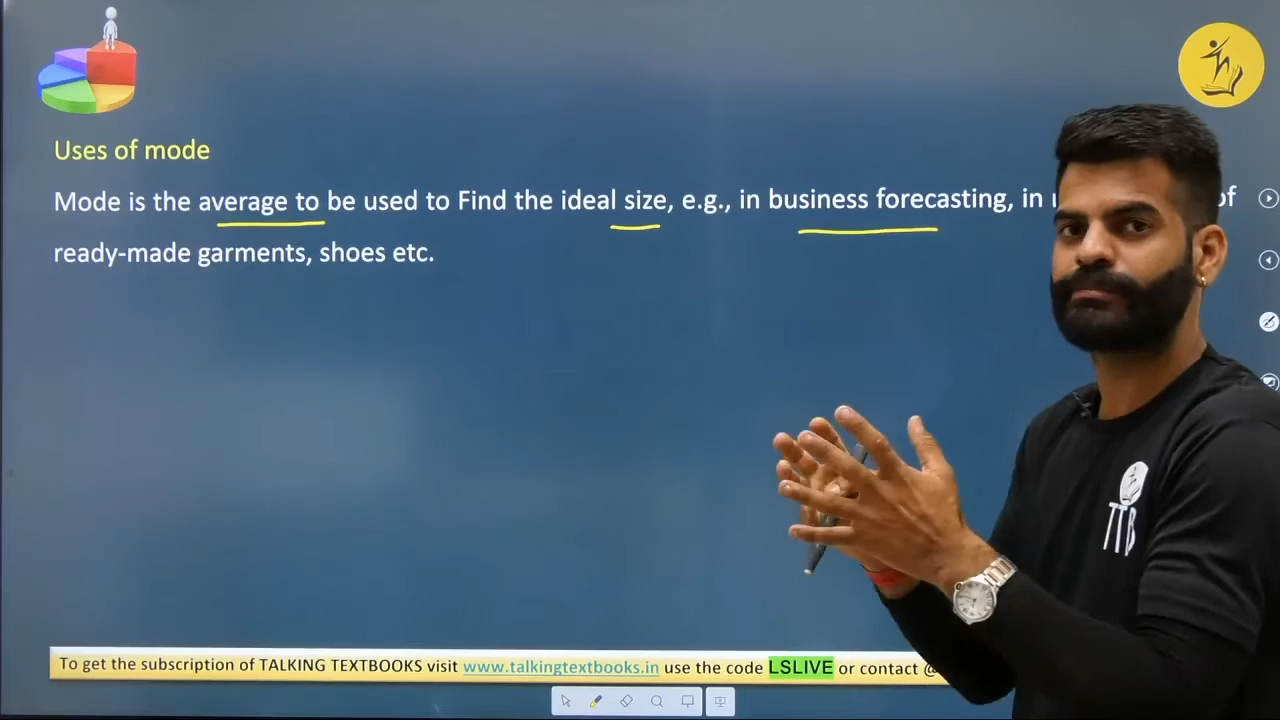 Uses of mode
Mode is the average to be used to Find the ideal size, e.g., in business forecasting, in of
ready-made garments, shoes etc.
TTB
To get the subscription of TALKING TEXTBOOKS visit www.talkingtextbooks.in use the code LSLIVE or contact @